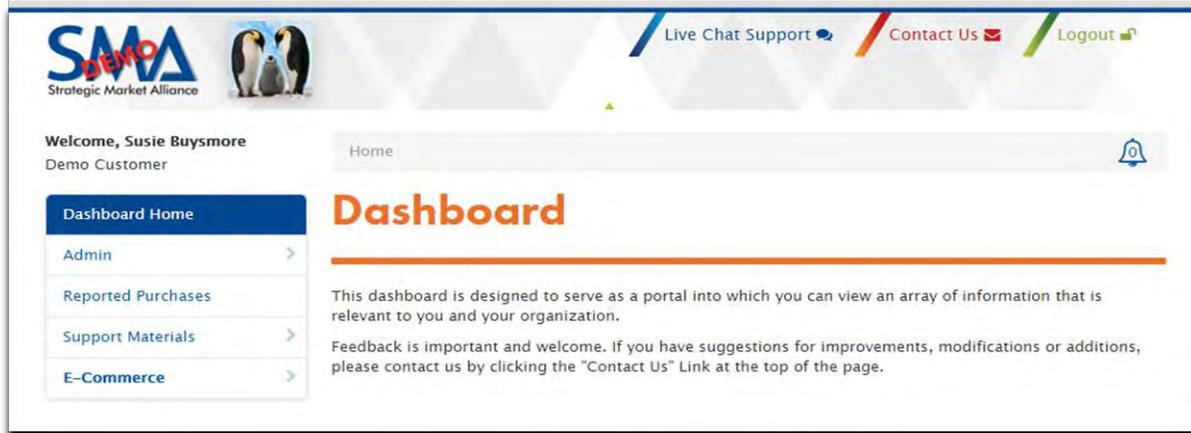 SMA
DEMO
Strategic Market Alliance
Live Chat Support
Contact Us
Logout
Welcome, Susie Buysmore
Demo Customer
Home
0
Dashboard Home
Admin
Reported Purchases
Support Materials
E-Commerce
Dashboard
This dashboard is designed to serve as a portal into which you can view an array of information that is
relevant to you and your organization.
Feedback is important and welcome. If you have suggestions for improvements, modifications or additions,
please contact us by clicking the "Contact Us" Link at the top of the page.